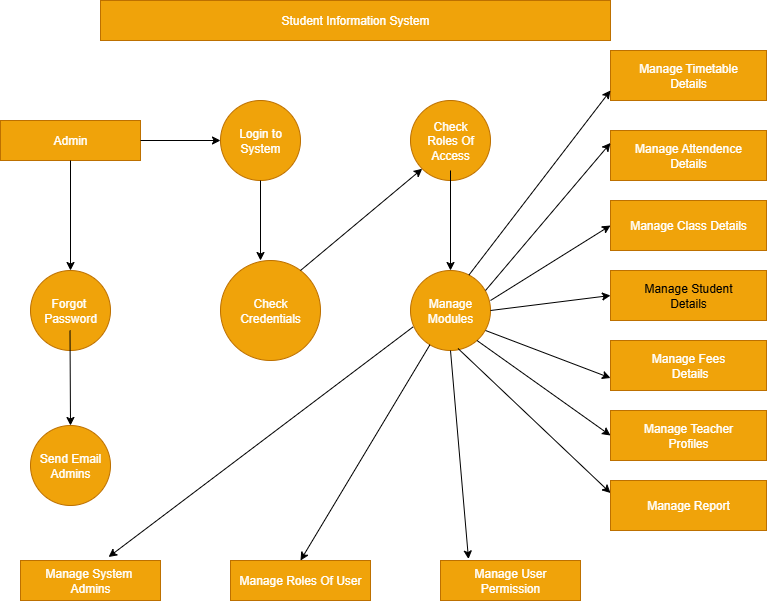 Student Information System
Manage Timetable
Details
Admin
Login to
System
Check
Roles Of
Access
Manage Attendence
Details
Manage Class Details
Forgot
Password
Check
Credentials
Manage
Modules
Manage Student
Details
Manage Fees
Details
Send Email
Admins
Manage Teacher
Profiles
Manage Report
Manage System
Admins
Manage Roles Of User
Manage User
Permission